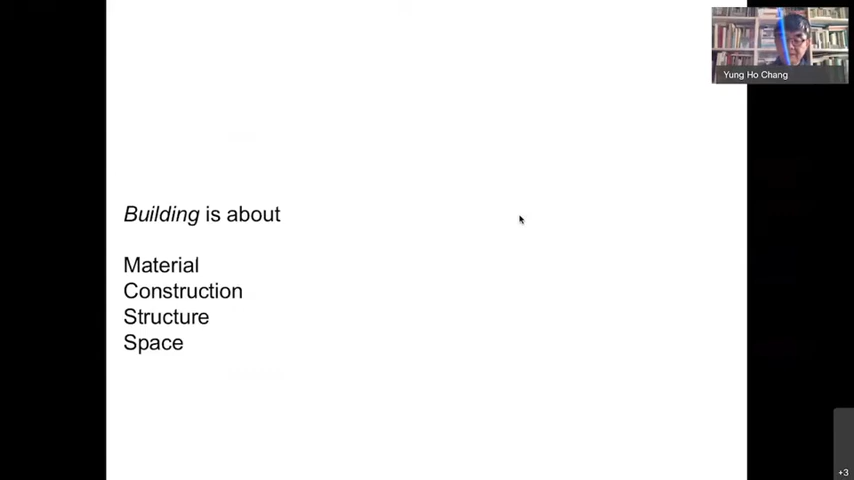 Yung Ho Chang
Building is about
Material
Construction
Structure
Space
+3